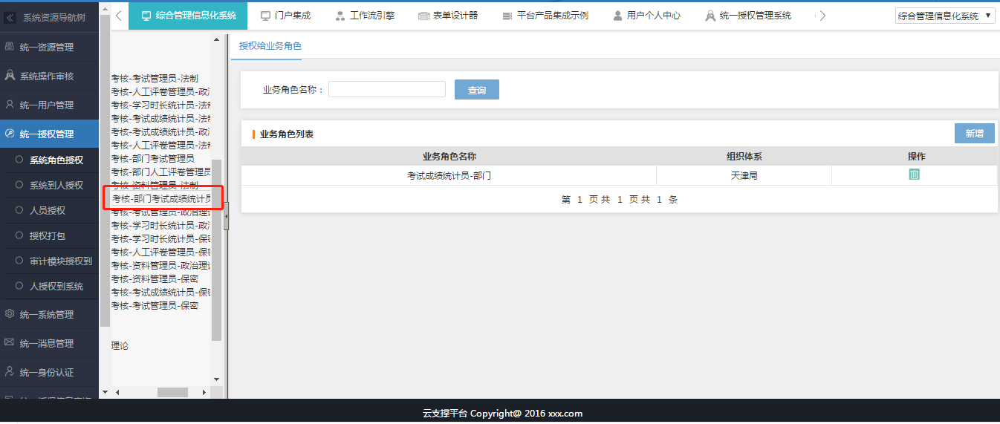 系统资源导航树
统一资源管理
系统操作审核
统一用户管理
统一授权管理
系统角色授权
系统到人授权
人员授权
授权打包
审计模块授权到
人授权到系统
统一系统管理
统一消息管理
统一身份认证
综合管理信息化系统
门户集成
工作流引擎
表单设计器
平台产品集成示例
用户个人中心
统一授权管理系统
综合管理信息化系统
考核-考试管理员-法制
考核-人工评卷管理员-政治
考核-学习时长统计员-法制
考核-考试成绩统计员-法制
考核-考试成绩统计员-政治
考核-人工评卷管理员-法制
考核-部门考试管理员
考核-部门人工评卷管理员
考核-资料管理员-法制
考核-部门考试成绩统计员
考核-考试管理员-政治理论
考核-学习时长统计员-政治
考核-学习时长统计员-保密
考核-人工评卷管理员-保密
考核-资料管理员-政治理论
考核-资料管理员-保密
考核-考试成绩统计员-保密
考核-考试管理员-保密
理论
授权给业务角色
业务角色名称：
查询
业务角色列表
新增
业务角色名称 组织体系 操作
考试成绩统计员-部门 天津局
第 1 页 共 1 页 共 1 条
云支撑平台 Copyright@ 2016 xxx.com